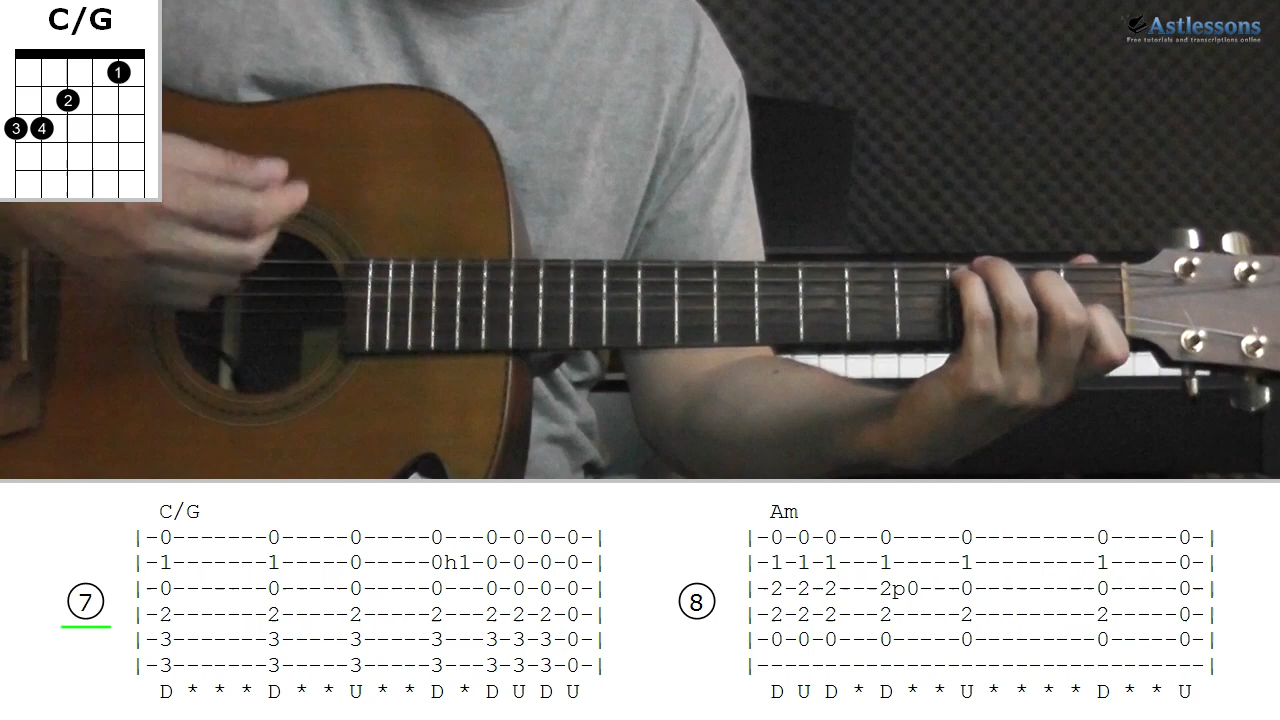 C/G
1
2
3 4
Astlessons
Free tutorials and transcriptions online
C/G
|-0-------0-----0-----0---0-0-0-0-|
|-1-------1-----0-----0h1-0-0-0-0-|
|-0-------0-----0-----0---0-0-0-0-|
|-2-------2-----2-----2---2-2-2-0-|
|-3-------3-----3-----3---3-3-3-0-|
|-3-------3-----3-----3---3-3-3-0-|
D * * * D * * U * * D * D U D U
7
Am
|-0-0-0---0-----0---------0-----0-|
|-1-1-1---1-----1---------1-----0-|
|-2-2-2---2p0---0---------0-----0-|
|-2-2-2---2-----2---------2-----0-|
|-0-0-0---0-----0---------0-----0-|
|---------------------------------|
D U D * D * * U * * * * D * * U
8